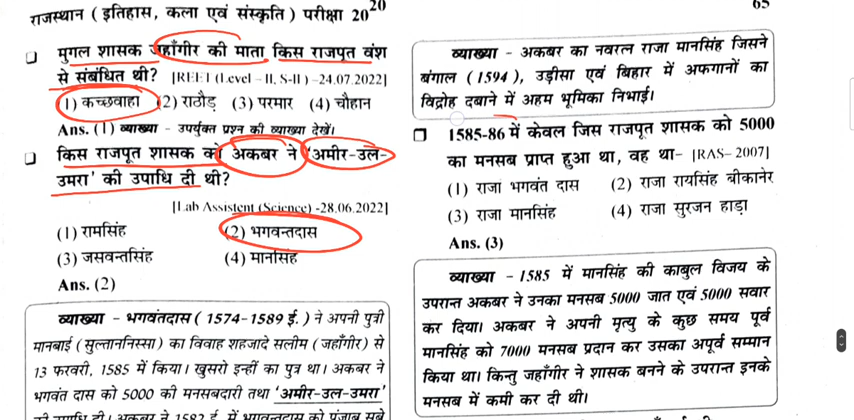 राजस्थान ( इतिहास, कला एवं संस्कृति ) परीक्षा 20²⁰
65
❑ मुगल शासक जहाँगीर की माता किस राजपूत वंश
से संबंधित थी? [REET (Level – II, S-II ) –24.07.2022]
(1) कच्छवाहा (2) राठौड़ (3) परमार (4) चौहान
Ans. (1) व्याख्या - उपर्युक्त प्रश्न की व्याख्या देखें।
❑ किस राजपूत शासक को अकबर ने 'अमीर-उल-
उमरा' की उपाधि दी थी?
[Lab Assistent (Science) -28.06.2022]
(1) रामसिंह (2) भगवन्तदास
(3) जसवन्तसिंह (4) मानसिंह
Ans. (2)
व्याख्या - भगवंतदास ( 1574-1589 ई. ) ने अपनी पुत्री
मानबाई (सुल्ताननिस्सा) का विवाह शहजादे सलीम (जहाँगीर) से
13 फरवरी, 1585 में किया। खुसरो इन्हीं का पुत्र था। अकबर ने
भगवंत दास को 5000 की मनसबदारी तथा 'अमीर-उल-उमरा'
की उपाधि दी। अकबर ने 1582 ई. में भगवन्तदास को पंजाब सूबे
व्याख्या - अकबर का नवरत्न राजा मानसिंह जिसने
बंगाल (1594), उड़ीसा एवं बिहार में अफगानों का
विद्रोह दबाने में अहम भूमिका निभाई।
❑ 1585-86 में केवल जिस राजपूत शासक को 5000
का मनसब प्राप्त हुआ था, वह था- [RAS- 2007]
(1) राजा भगवंत दास (2) राजा रायसिंह बीकानेर
(3) राजा मानसिंह (4) राजा सुरजन हाड़ा
Ans. (3)
व्याख्या - 1585 में मानसिंह की काबुल विजय के
उपरान्त अकबर ने उनका मनसब 5000 जात एवं 5000 सवार
कर दिया। अकबर ने अपनी मृत्यु के कुछ समय पूर्व
मानसिंह को 7000 मनसब प्रदान कर उसका अपूर्व सम्मान
किया था। किन्तु जहाँगीर ने शासक बनने के उपरान्त इनके
मनसब में कमी कर दी थी।